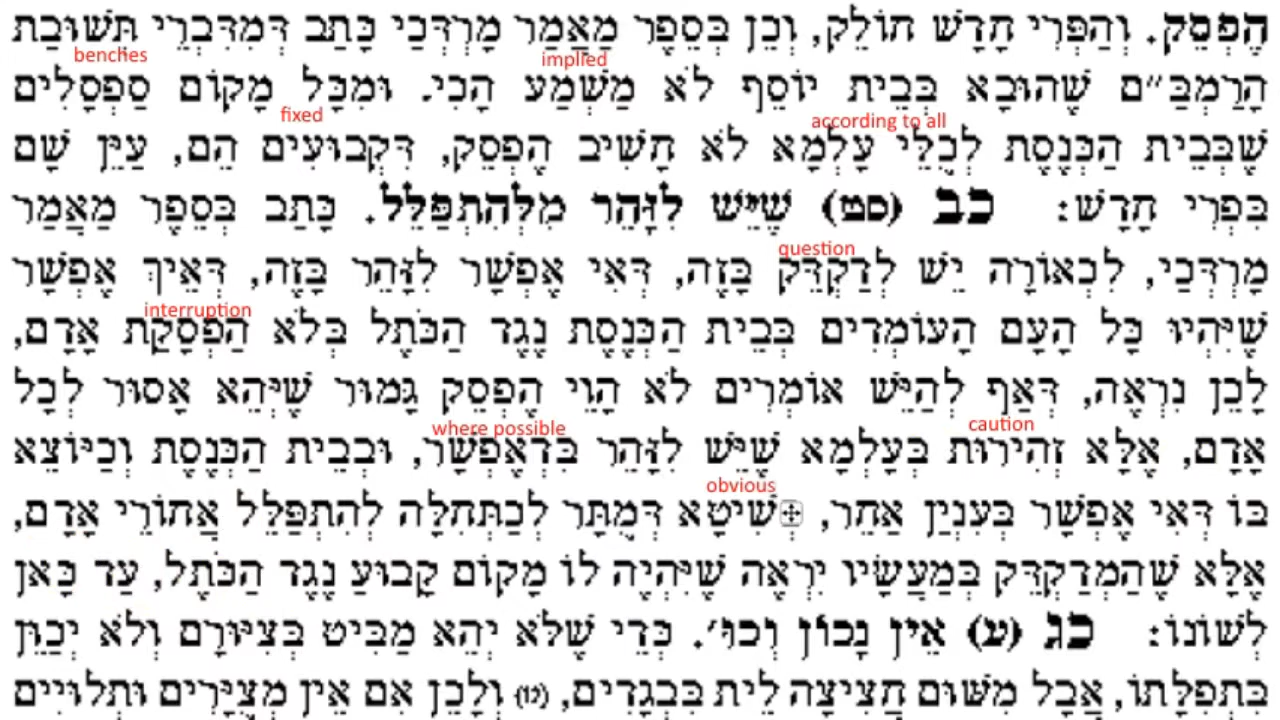 הֶפְסֵק. וְהַפְּרִי חָדָשׁ חוֹלֵק, וְכֵן בְּסֵפֶר מַאֲמַר מָרְדְּכַי כָּתַב דְּמִדִּבְרֵי תְּשׁוּבַת
benches implied
הָרַמְבַּ״ם שֶׁהוּבָא בְּבֵית יוֹסֵף לֹא מַשְׁמַע הָכִי. וּמִכָּל מָקוֹם סַפְסָלִים
fixed according to all
שֶׁבְּבֵית הַכְּנֶסֶת לְכֻלֵּי עָלְמָא לֹא חָשִׁיב הֶפְסֵק, דִּקְבוּעִים הֵם, עַיֵּן שָׁם
בִּפְרִי חָדָשׁ: כב (סט) שֶׁיֵּשׁ לִזָּהֵר מִלְּהִתְפַּלֵּל. כָּתַב בְּסֵפֶר מַאֲמַר
question
מָרְדְּכַי, לִכְאוֹרָה יֵשׁ לְדַקְדֵּק בָּזֶה, דְּאִי אֶפְשָׁר לִזָּהֵר בָּזֶה, דְּאֵיךְ אֶפְשָׁר
interruption
שֶׁיִּהְיוּ כָּל הָעָם הָעוֹמְדִים בְּבֵית הַכְּנֶסֶת נֶגֶד הַכֹּתֶל בְּלֹא הַפְסָקַת אָדָם,
לָכֵן נִרְאֶה, דְּאַף לְהַיֵּשׁ אוֹמְרִים לֹא הָוֵי הֶפְסֵק גָּמוּר שֶׁיְּהֵא אָסוּר לְכָל
where possible caution
אָדָם, אֶלָּא זְהִירוּת בְּעָלְמָא שֶׁיֵּשׁ לִזָּהֵר בִּדְאֶפְשָׁר, וּבְבֵית הַכְּנֶסֶת וְכַיּוֹצֵא
obvious
בּוֹ דְּאִי אֶפְשָׁר בְּעִנְיָן אַחֵר, פְּשִׁיטָא דְּמֻתָּר לְכַתְּחִלָּה לְהִתְפַּלֵּל אֲחוֹרֵי אָדָם,
אֶלָּא שֶׁהַמְדַקְדֵּק בְּמַעֲשָׂיו יִרְאֶה שֶׁיִּהְיֶה לוֹ מָקוֹם קָבוּעַ נֶגֶד הַכֹּתֶל, עַד כָּאן
לְשׁוֹנוֹ: כג (ע) אֵין נָכוֹן וְכוּ׳. כְּדֵי שֶׁלֹּא יְהֵא מַבִּיט בְּצִיּוּרָם וְלֹא יְכַוֵּן
בִּתְפִלָּתוֹ, אֲבָל מִשּׁוּם חֲצִיצָה לֵית בִּבְגָדִים, וְלָכֵן אִם אֵין מְצֻיָּרִים וּתְלוּיִים